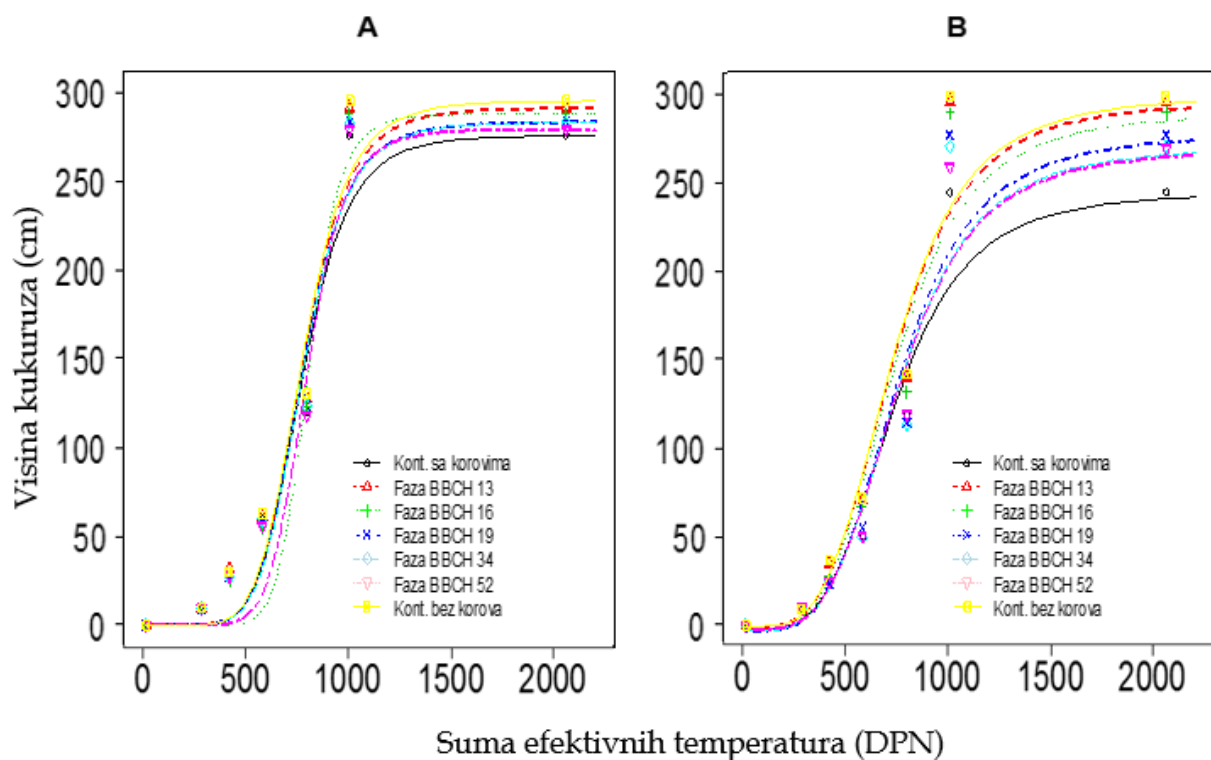 A
B
Visina kukuruza (cm)
300
250
200
150
100
50
0
Kont. sa korovima
Faza BBCH 13
Faza BBCH 16
Faza BBCH 19
Faza BBCH 34
Faza BBCH 52
Kont. bez korova
0 500 1000 1500 2000
300
250
200
150
100
50
0
Kont. sa korovima
Faza BBCH 13
Faza BBCH 16
Faza BBCH 19
Faza BBCH 34
Faza BBCH 52
Kont. bez korova
0 500 1000 1500 2000
Suma efektivnih temperatura (DPN)